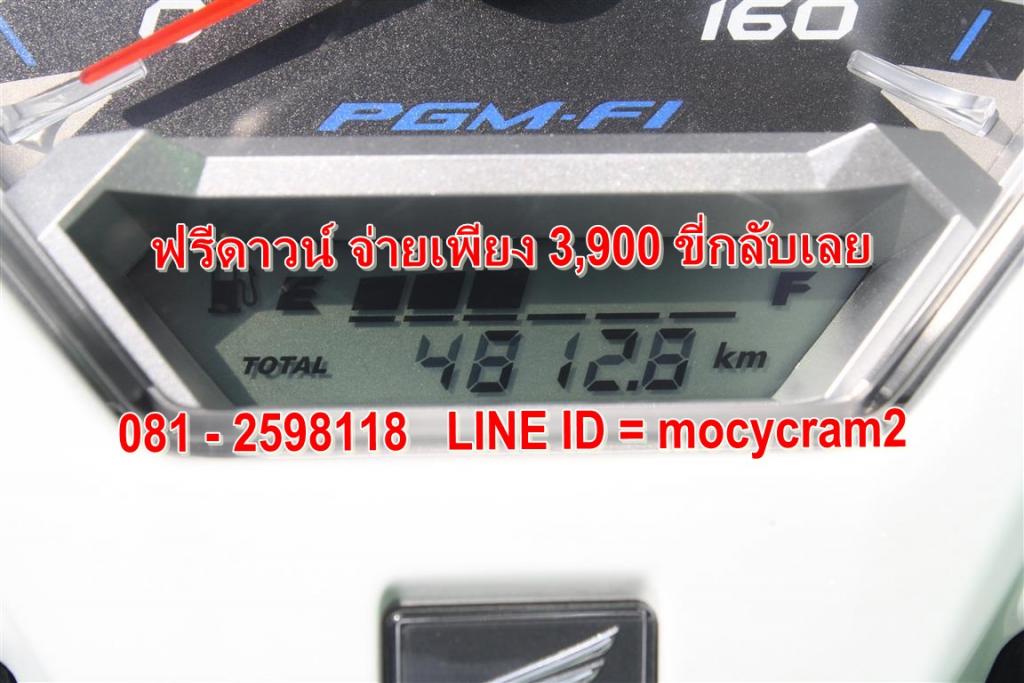 0 160
PGM-FI
ฟรีดาวน์ จ่ายเพียง 3,900 ขี่กลับเลย
E F
TOTAL 4812.8 km
081 - 2598118 LINE ID = mocycram2